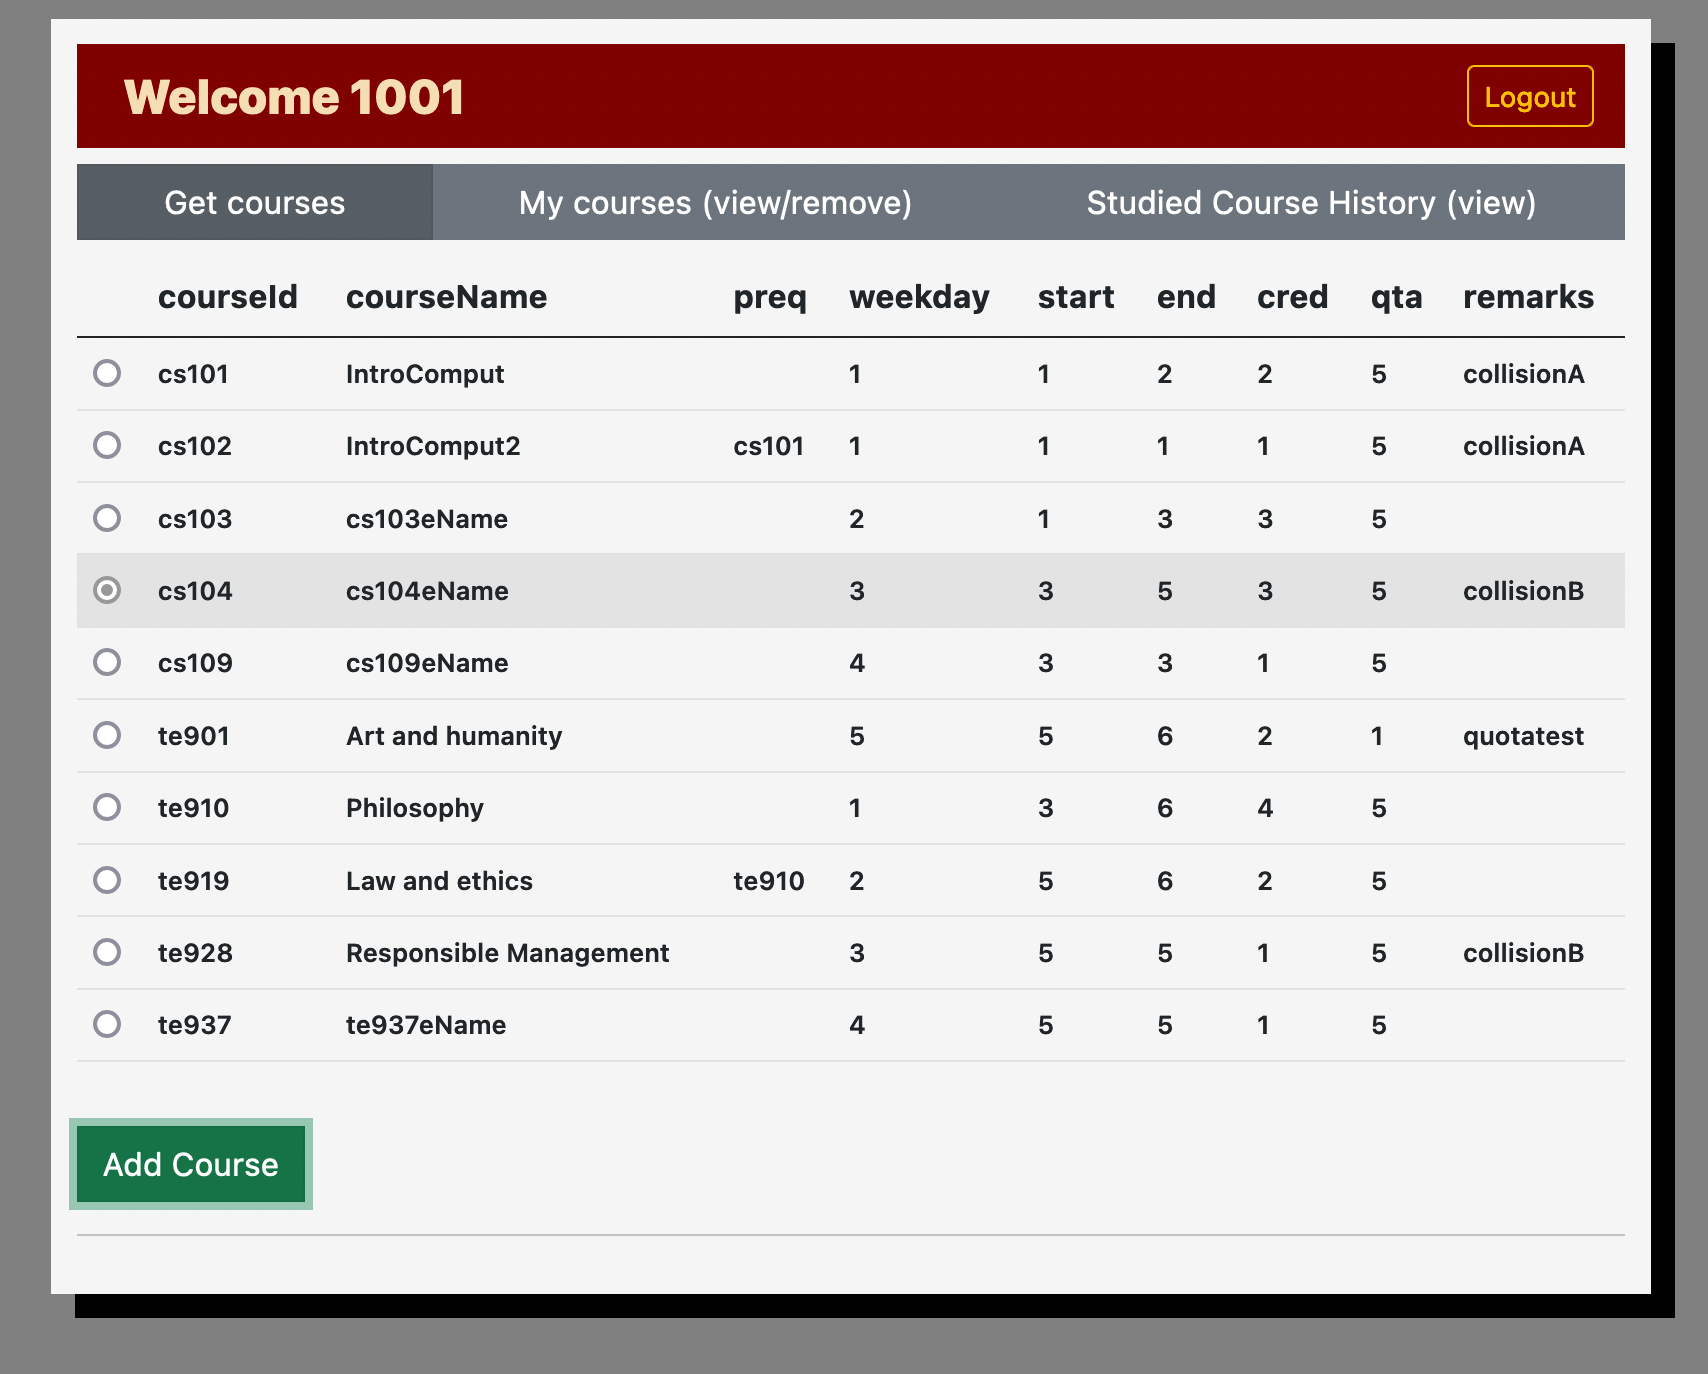 Welcome 1001 Logout
Get courses My courses (view/remove) Studied Course History (view)
courseId courseName preq weekday start end cred qta remarks
cs101 IntroComput 1 1 2 2 5 collisionA
cs102 IntroComput2 cs101 1 1 1 1 5 collisionA
cs103 cs103eName 2 1 3 3 5
cs104 cs104eName 3 3 5 3 5 collisionB
cs109 cs109eName 4 3 3 1 5
te901 Art and humanity 5 5 6 2 1 quotatest
te910 Philosophy 1 3 6 4 5
te919 Law and ethics te910 2 5 6 2 5
te928 Responsible Management 3 5 5 1 5 collisionB
te937 te937eName 4 5 5 1 5
Add Course